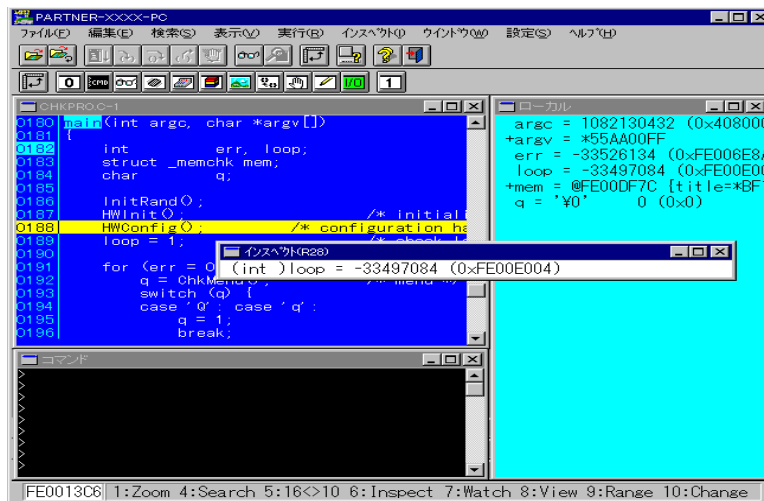 PARTNER-XXXX-PC
ファイル(F) 編集(E) 検索(S) 表示(V) 実行(R) インスペクト(I) ウインドウ(W) 設定(S) ヘルプ(H)
CMD I/O 1
CHKPRO.C-1
0180 main(int argc, char *argv[])
0181 {
0182 int err, loop;
0183 struct _memchk mem;
0184 char q;
0185
0186 InitRand();
0187 HWInit(); /* initiali
0188 HWConfig(); /* configuration ha
0189 loop = 1;
0190
0191 for (err = 0
0192 q = ChkMenu();
0193 switch (q) {
0194 case 'Q': case 'q':
0195 q = 1;
0196 break;
ローカル
argc = 1082130432 (0x408000
+argv = *55AA00FF
err = -33526134 (0xFE006E8A
loop = -33497084 (0xFE00E00
+mem = @FE00DF7C {title=*BF
q = '¥0' 0 (0x0)
インスペクト(R28)
(int )loop = -33497084 (0xFE00E004)
コマンド
>
>
>
>
>
>
>
>
>
FE0013C6 1:Zoom 4:Search 5:16<>10 6:Inspect 7:Watch 8:View 9:Range 10:Change